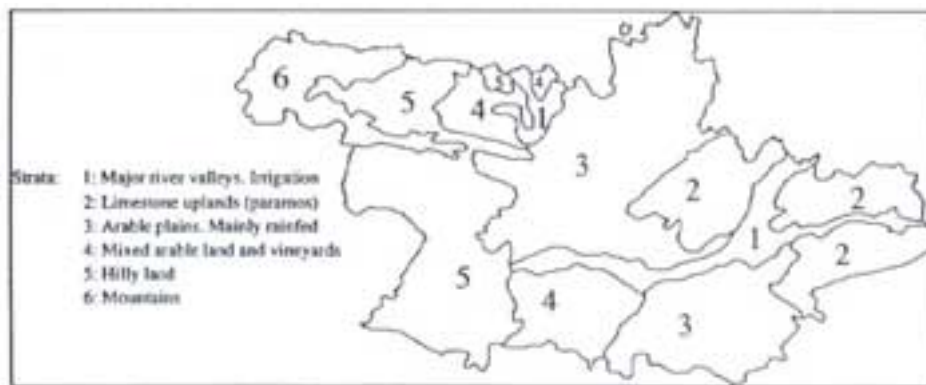 6
5
5
4
4
1
3
2
2
Strata: 1: Major river valleys. Irrigation
2: Limestone uplands (paramos)
3: Arable plains. Mainly rainfed
1
4: Mixed arable land and vineyards
2
5: Hilly land
5
6: Mountains
4
3